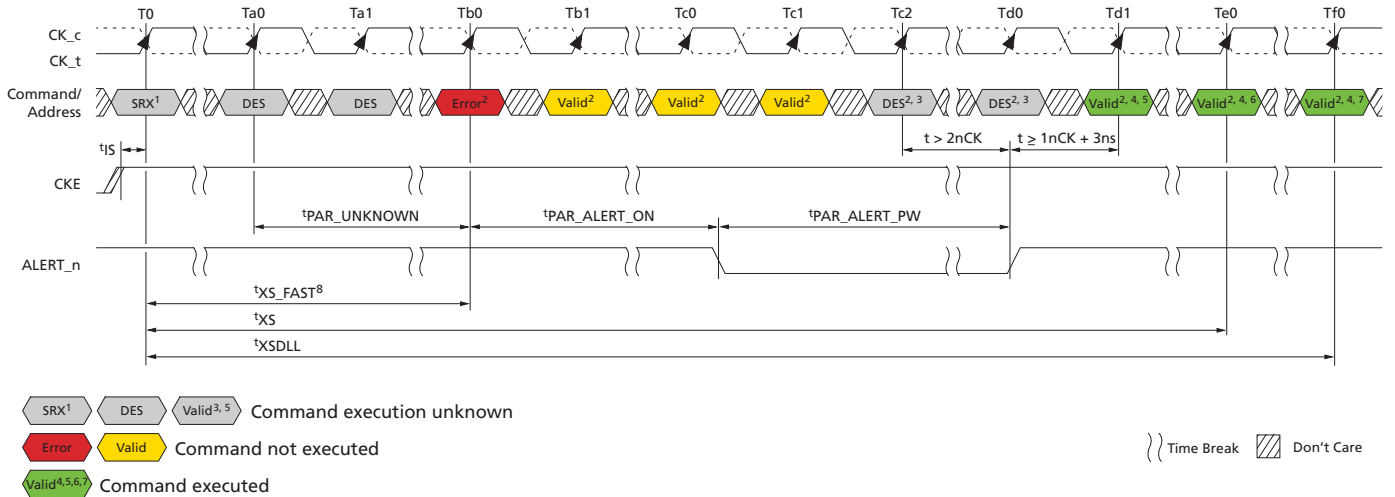 T0 Ta0 Ta1 Tb0 Tb1 Tc0 Tc1 Tc2 Td0 Td1 Te0 Tf0
CK_c
CK_t
Command/
Address
SRX¹ DES DES Error² Valid² Valid² Valid² DES², ³ DES², ³ Valid², ⁴, ⁵ Valid², ⁴, ⁶ Valid², ⁴, ⁷
tIS
t > 2nCK t ≥ 1nCK + 3ns
CKE
tPAR_UNKNOWN tPAR_ALERT_ON tPAR_ALERT_PW
ALERT_n
tXS_FAST⁸
tXS
tXSDLL
SRX¹ DES Valid³, ⁵ Command execution unknown
Error Valid Command not executed
Valid⁴,⁵,⁶,⁷ Command executed
Time Break Don't Care